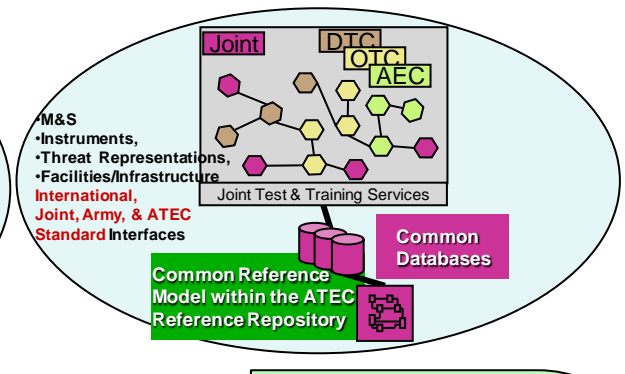 Joint
DTC
OTC
AEC
•M&S
•Instruments,
•Threat Representations,
•Facilities/Infrastructure
International,
Joint, Army, & ATEC
Standard Interfaces
Joint Test & Training Services
Common
Databases
Common Reference
Model within the ATEC
Reference Repository